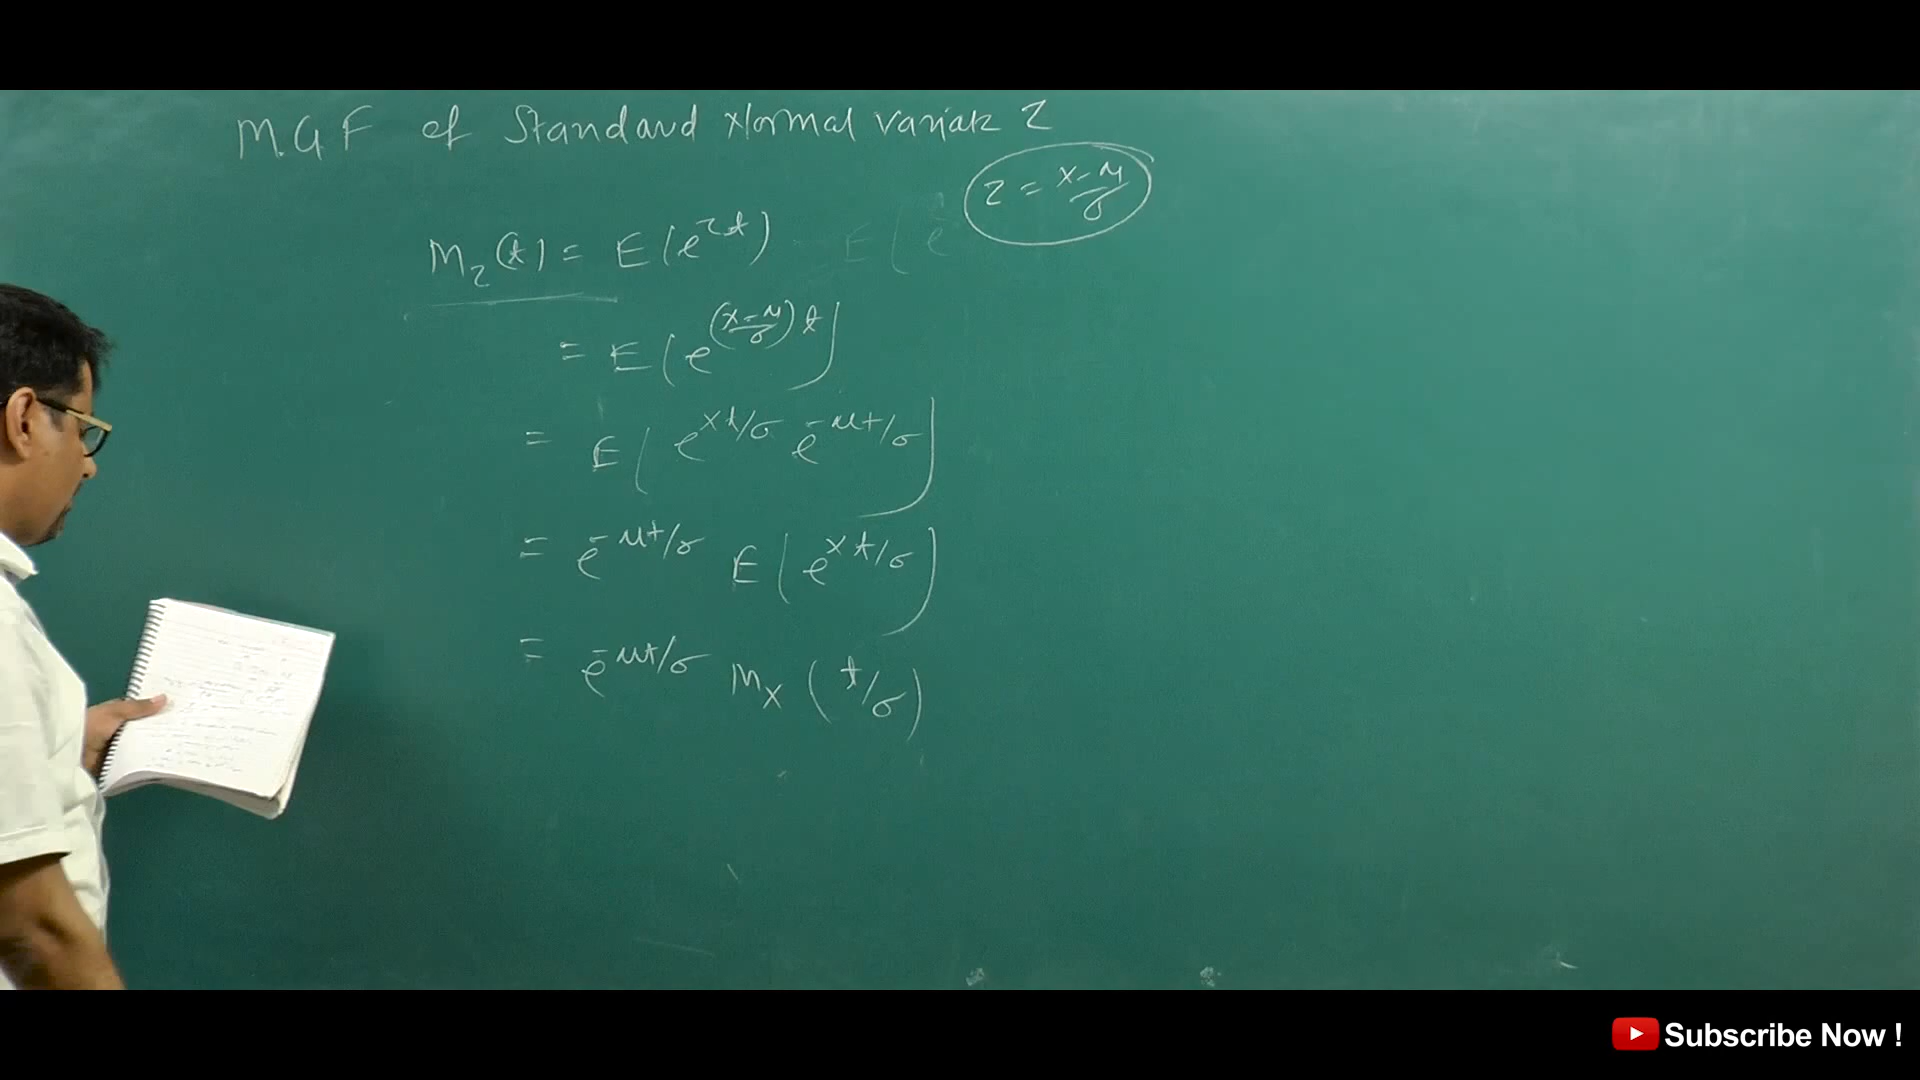 M.G.F of Standard Normal variate Z
Z = (x-μ)/σ
M_Z(t) = E(e^{zt}) E(e
= E(e^{((x-μ)/σ)t})
= E(e^{xt/σ} e^{-μt/σ})
= e^{-μt/σ} E(e^{xt/σ})
= e^{-μt/σ} M_X(t/σ)
Subscribe Now !